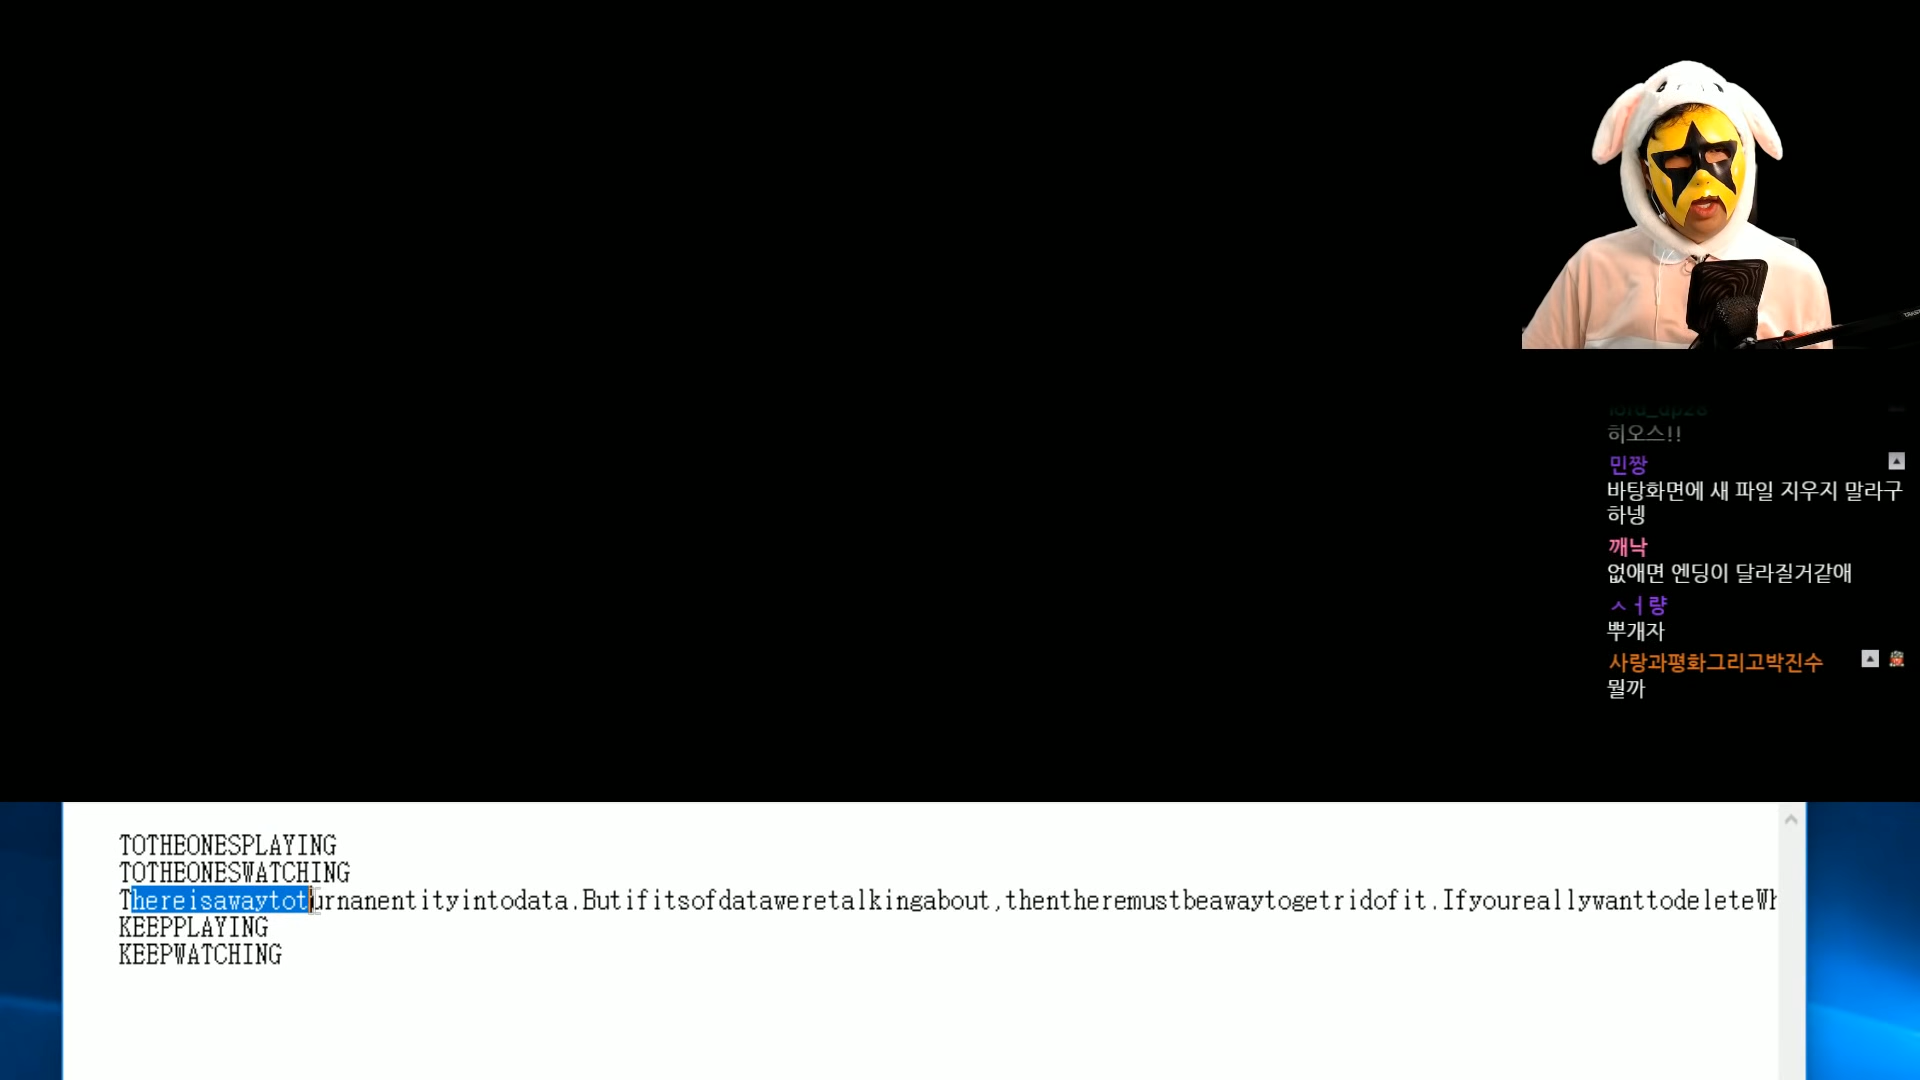 히오스!!
민짱
바탕화면에 새 파일 지우지 말라구
하넹
깨낙
없애면 엔딩이 달라질거같애
ㅅㅓ량
뿌개자
사랑과평화그리고박진수
뭘까
TOTHEONESPLAYING
TOTHEONESWATCHING
Thereisawaytoturnanentityintodata.Butifitsofdataweretalkingabout,thentheremustbeawaytogetridofit.IfyoureallywanttodeleteWh
KEEPPLAYING
KEEPWATCHING